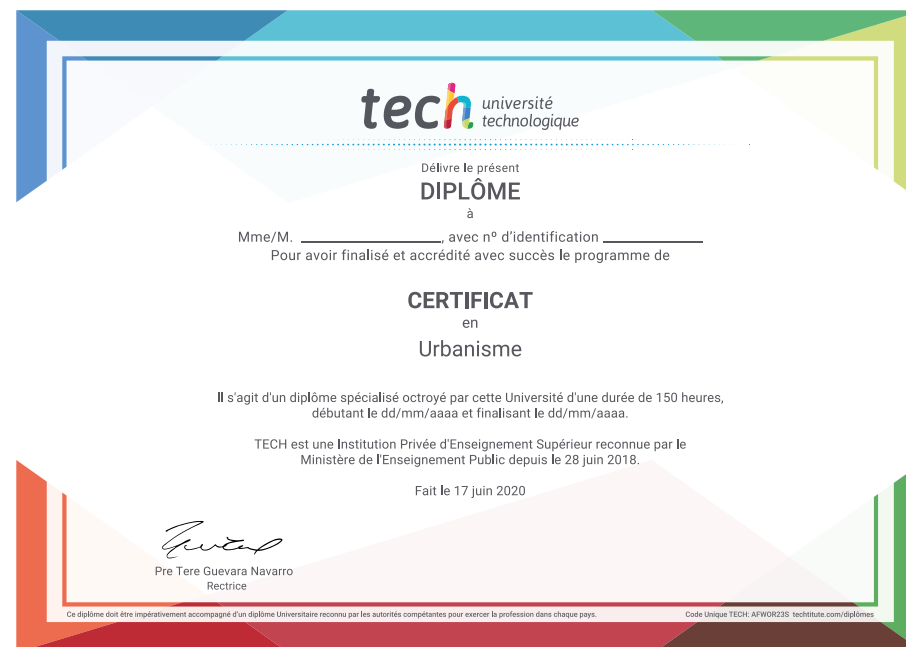 tech université
technologique
Délivre le présent
DIPLÔME
à
Mme/M. ____________________, avec nº d'identification ______________
Pour avoir finalisé et accrédité avec succès le programme de
CERTIFICAT
en
Urbanisme
Il s'agit d'un diplôme spécialisé octroyé par cette Université d'une durée de 150 heures,
débutant le dd/mm/aaaa et finalisant le dd/mm/aaaa.
TECH est une Institution Privée d'Enseignement Supérieur reconnue par le
Ministère de l'Enseignement Public depuis le 28 juin 2018.
Fait le 17 juin 2020
Pre Tere Guevara Navarro
Rectrice
Ce diplôme doit être impérativement accompagné d'un diplôme Universitaire reconnu par les autorités compétantes pour exercer la profession dans chaque pays.
Code Unique TECH: AFWOR23S techtitute.com/diplômes